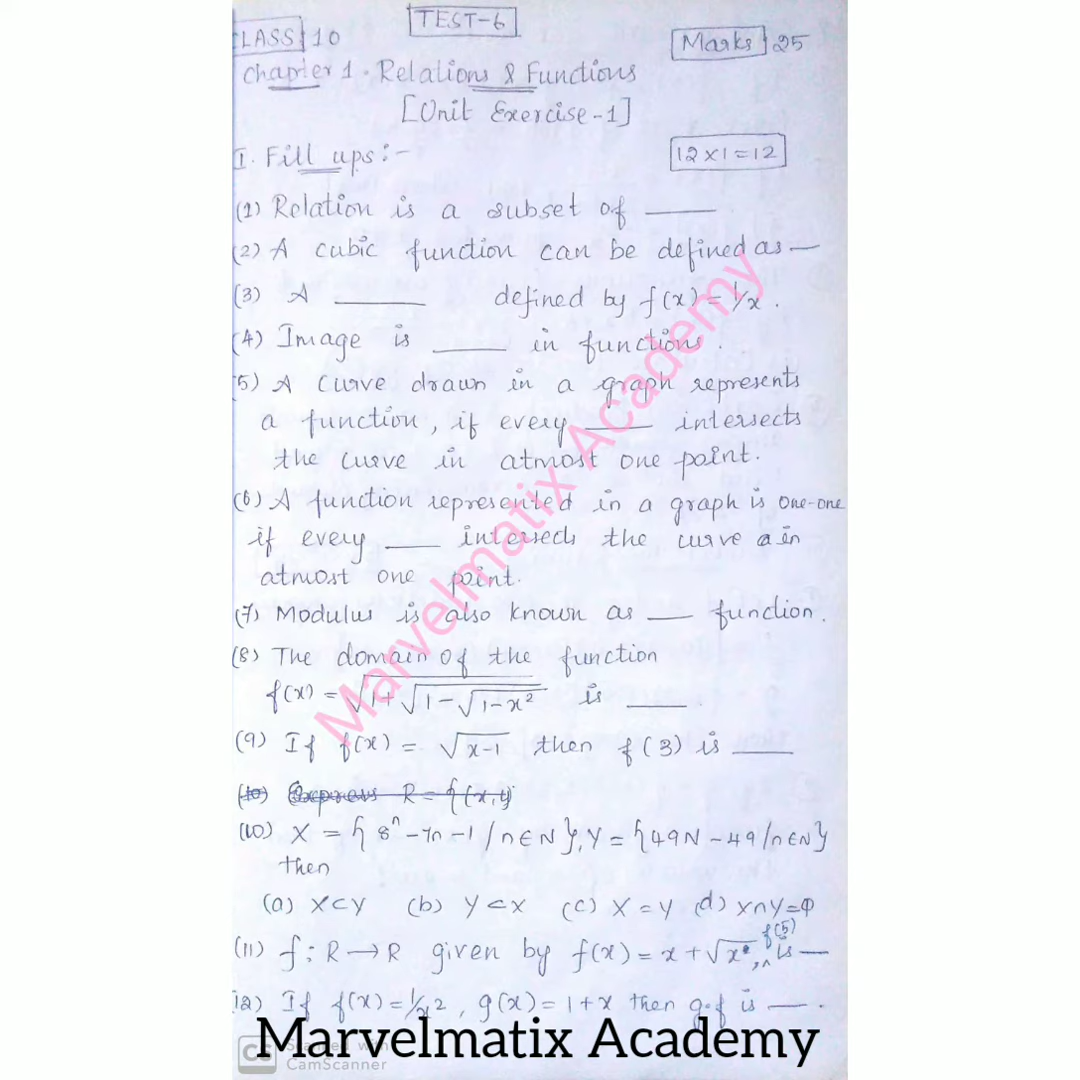 TEST-6
LASS 10
Marks 25
Chapter 1. Relations & Functions
[Unit Exercise-1]
I. Fill ups:-
12x1=12
(1) Relation is a subset of ____
(2) A cubic function can be defined as —
(3) A ____ defined by f(x) = 1/x.
(4) Image is ____ in functions.
(5) A curve drawn in a graph represents
a function, if every ____ intersects
the curve in atmost one point.
(6) A function represented in a graph is one-one
if every ____ intersects the curve a in
atmost one point.
(7) Modulus is also known as ____ function.
(8) The domain of the function
f(x) = √(1+√(1-√(1-x²))) is ____.
(9) If f(x) = √(x-1) then f(3) is ____
(10) Express R = {(x,y)
(10) X = {8ⁿ-7n-1/n∈N}, Y = {49N-49/n∈N}
then
(a) X⊂Y (b) Y⊂X (c) X=Y (d) X∩Y=Φ
(11) f: R→R given by f(x) = x+√x², f(5) is —
12) If f(x)=1/x², g(x)=1+x then g∘f is —.
Marvelmatix Academy
Marvelmatix Academy
CS Scanned with
CamScanner